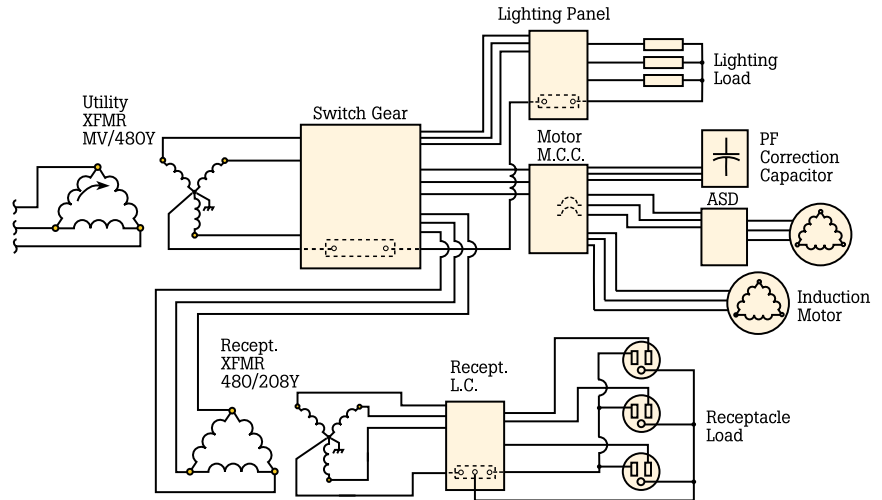 Lighting Panel
Lighting
Load
Utility
XFMR
MV/480Y
Switch Gear
Motor
M.C.C.
PF
Correction
Capacitor
ASD
Induction
Motor
Recept.
XFMR
480/208Y
Recept.
L.C.
Receptacle
Load